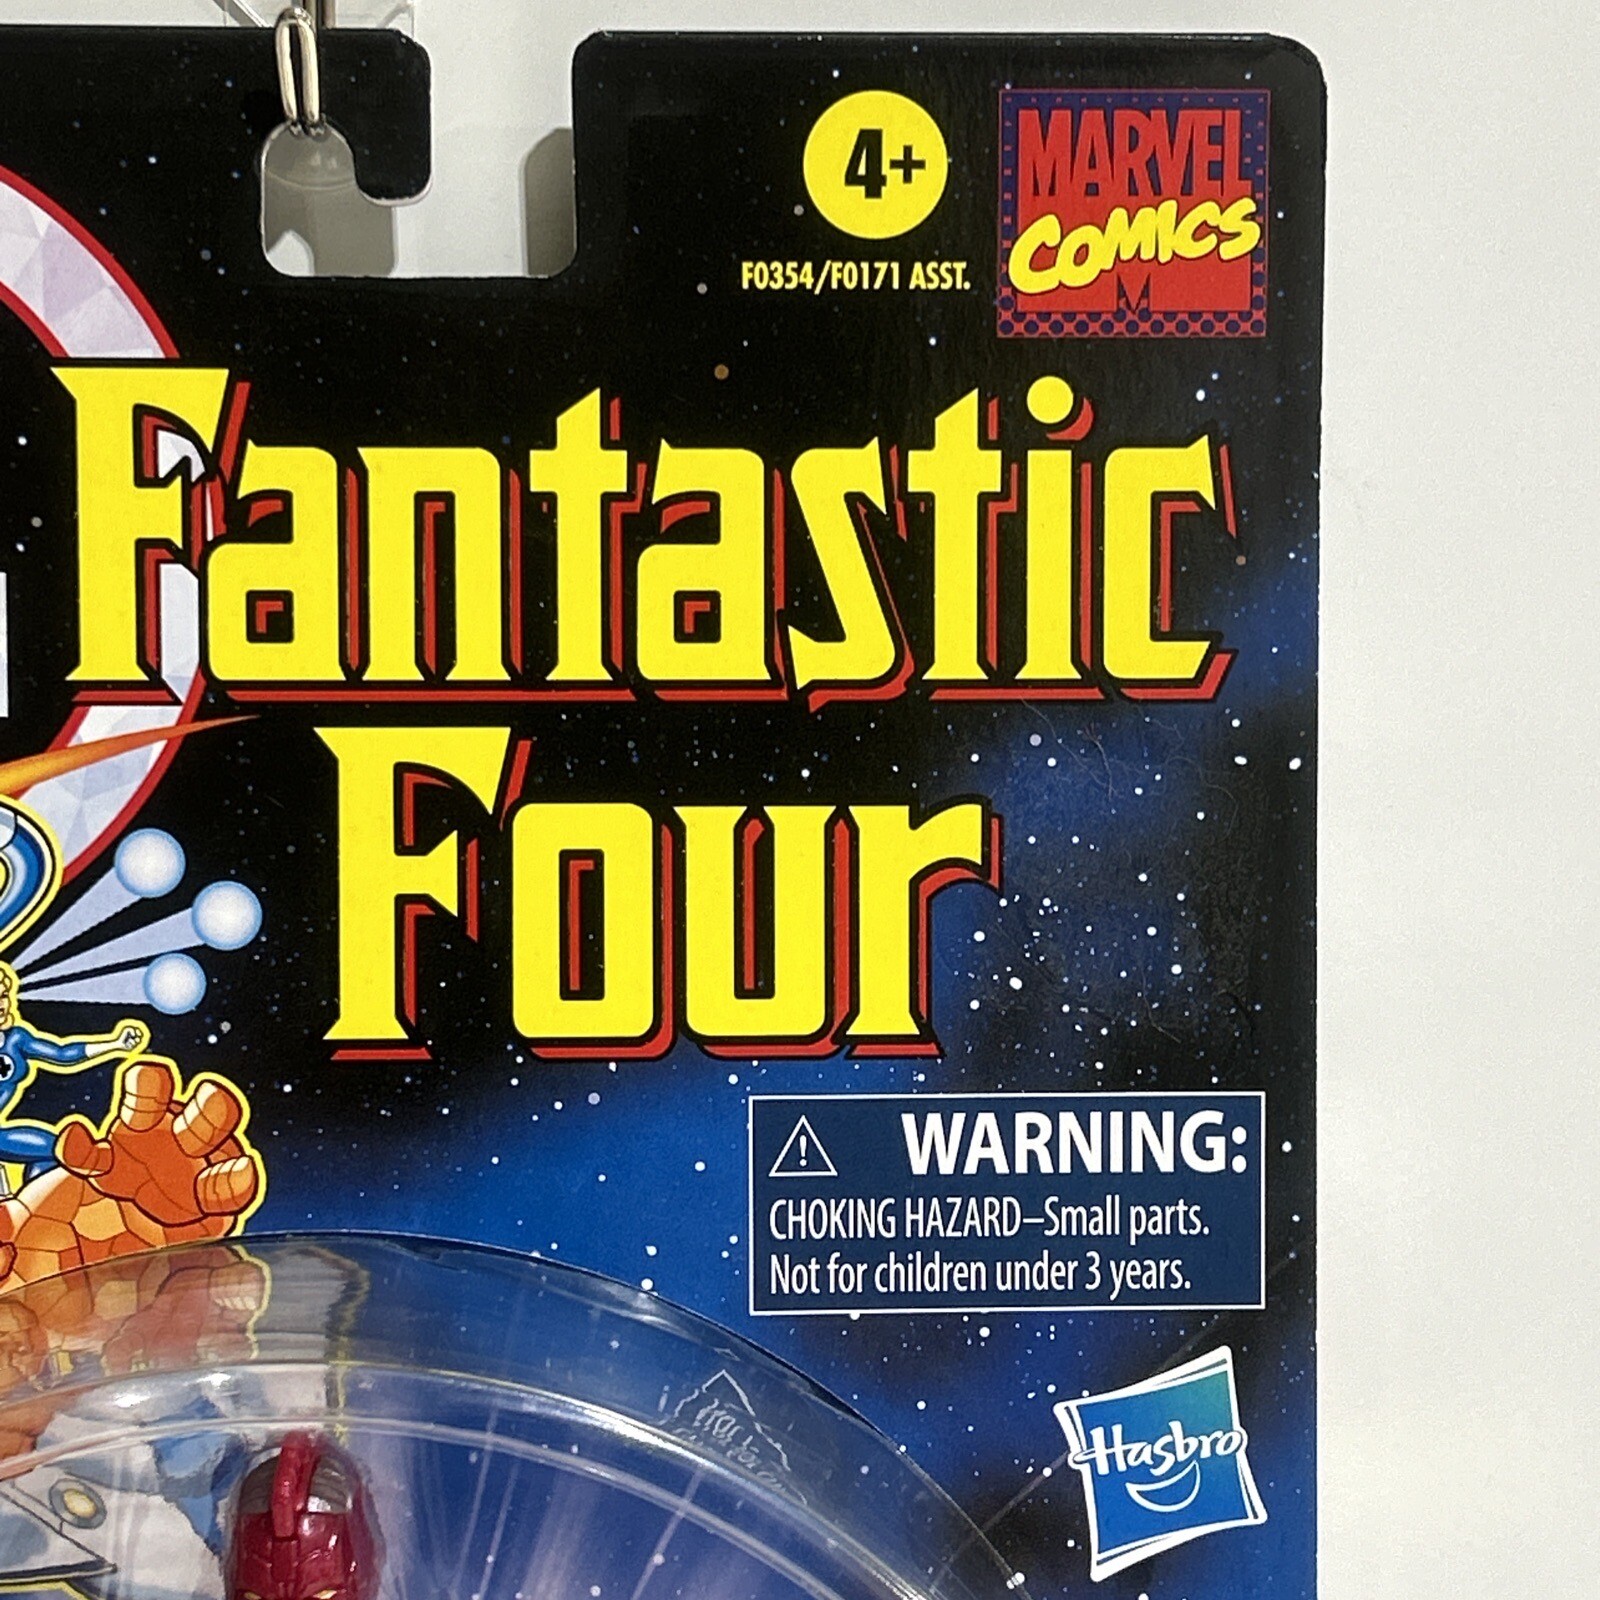 4+
F0354/F0171 ASST.
MARVEL
COMICS
Fantastic
Four
WARNING:
CHOKING HAZARD–Small parts.
Not for children under 3 years.
Hasbro